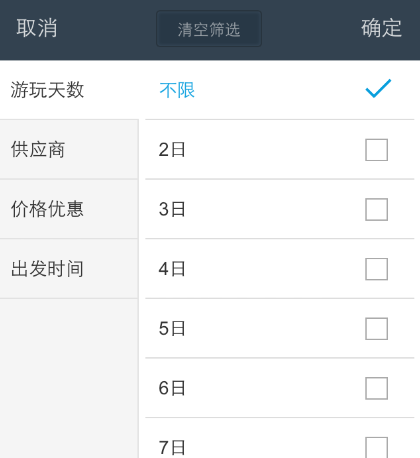 取消 清空筛选 确定
游玩天数 不限
供应商 2日
价格优惠 3日
出发时间 4日
5日
6日
7日